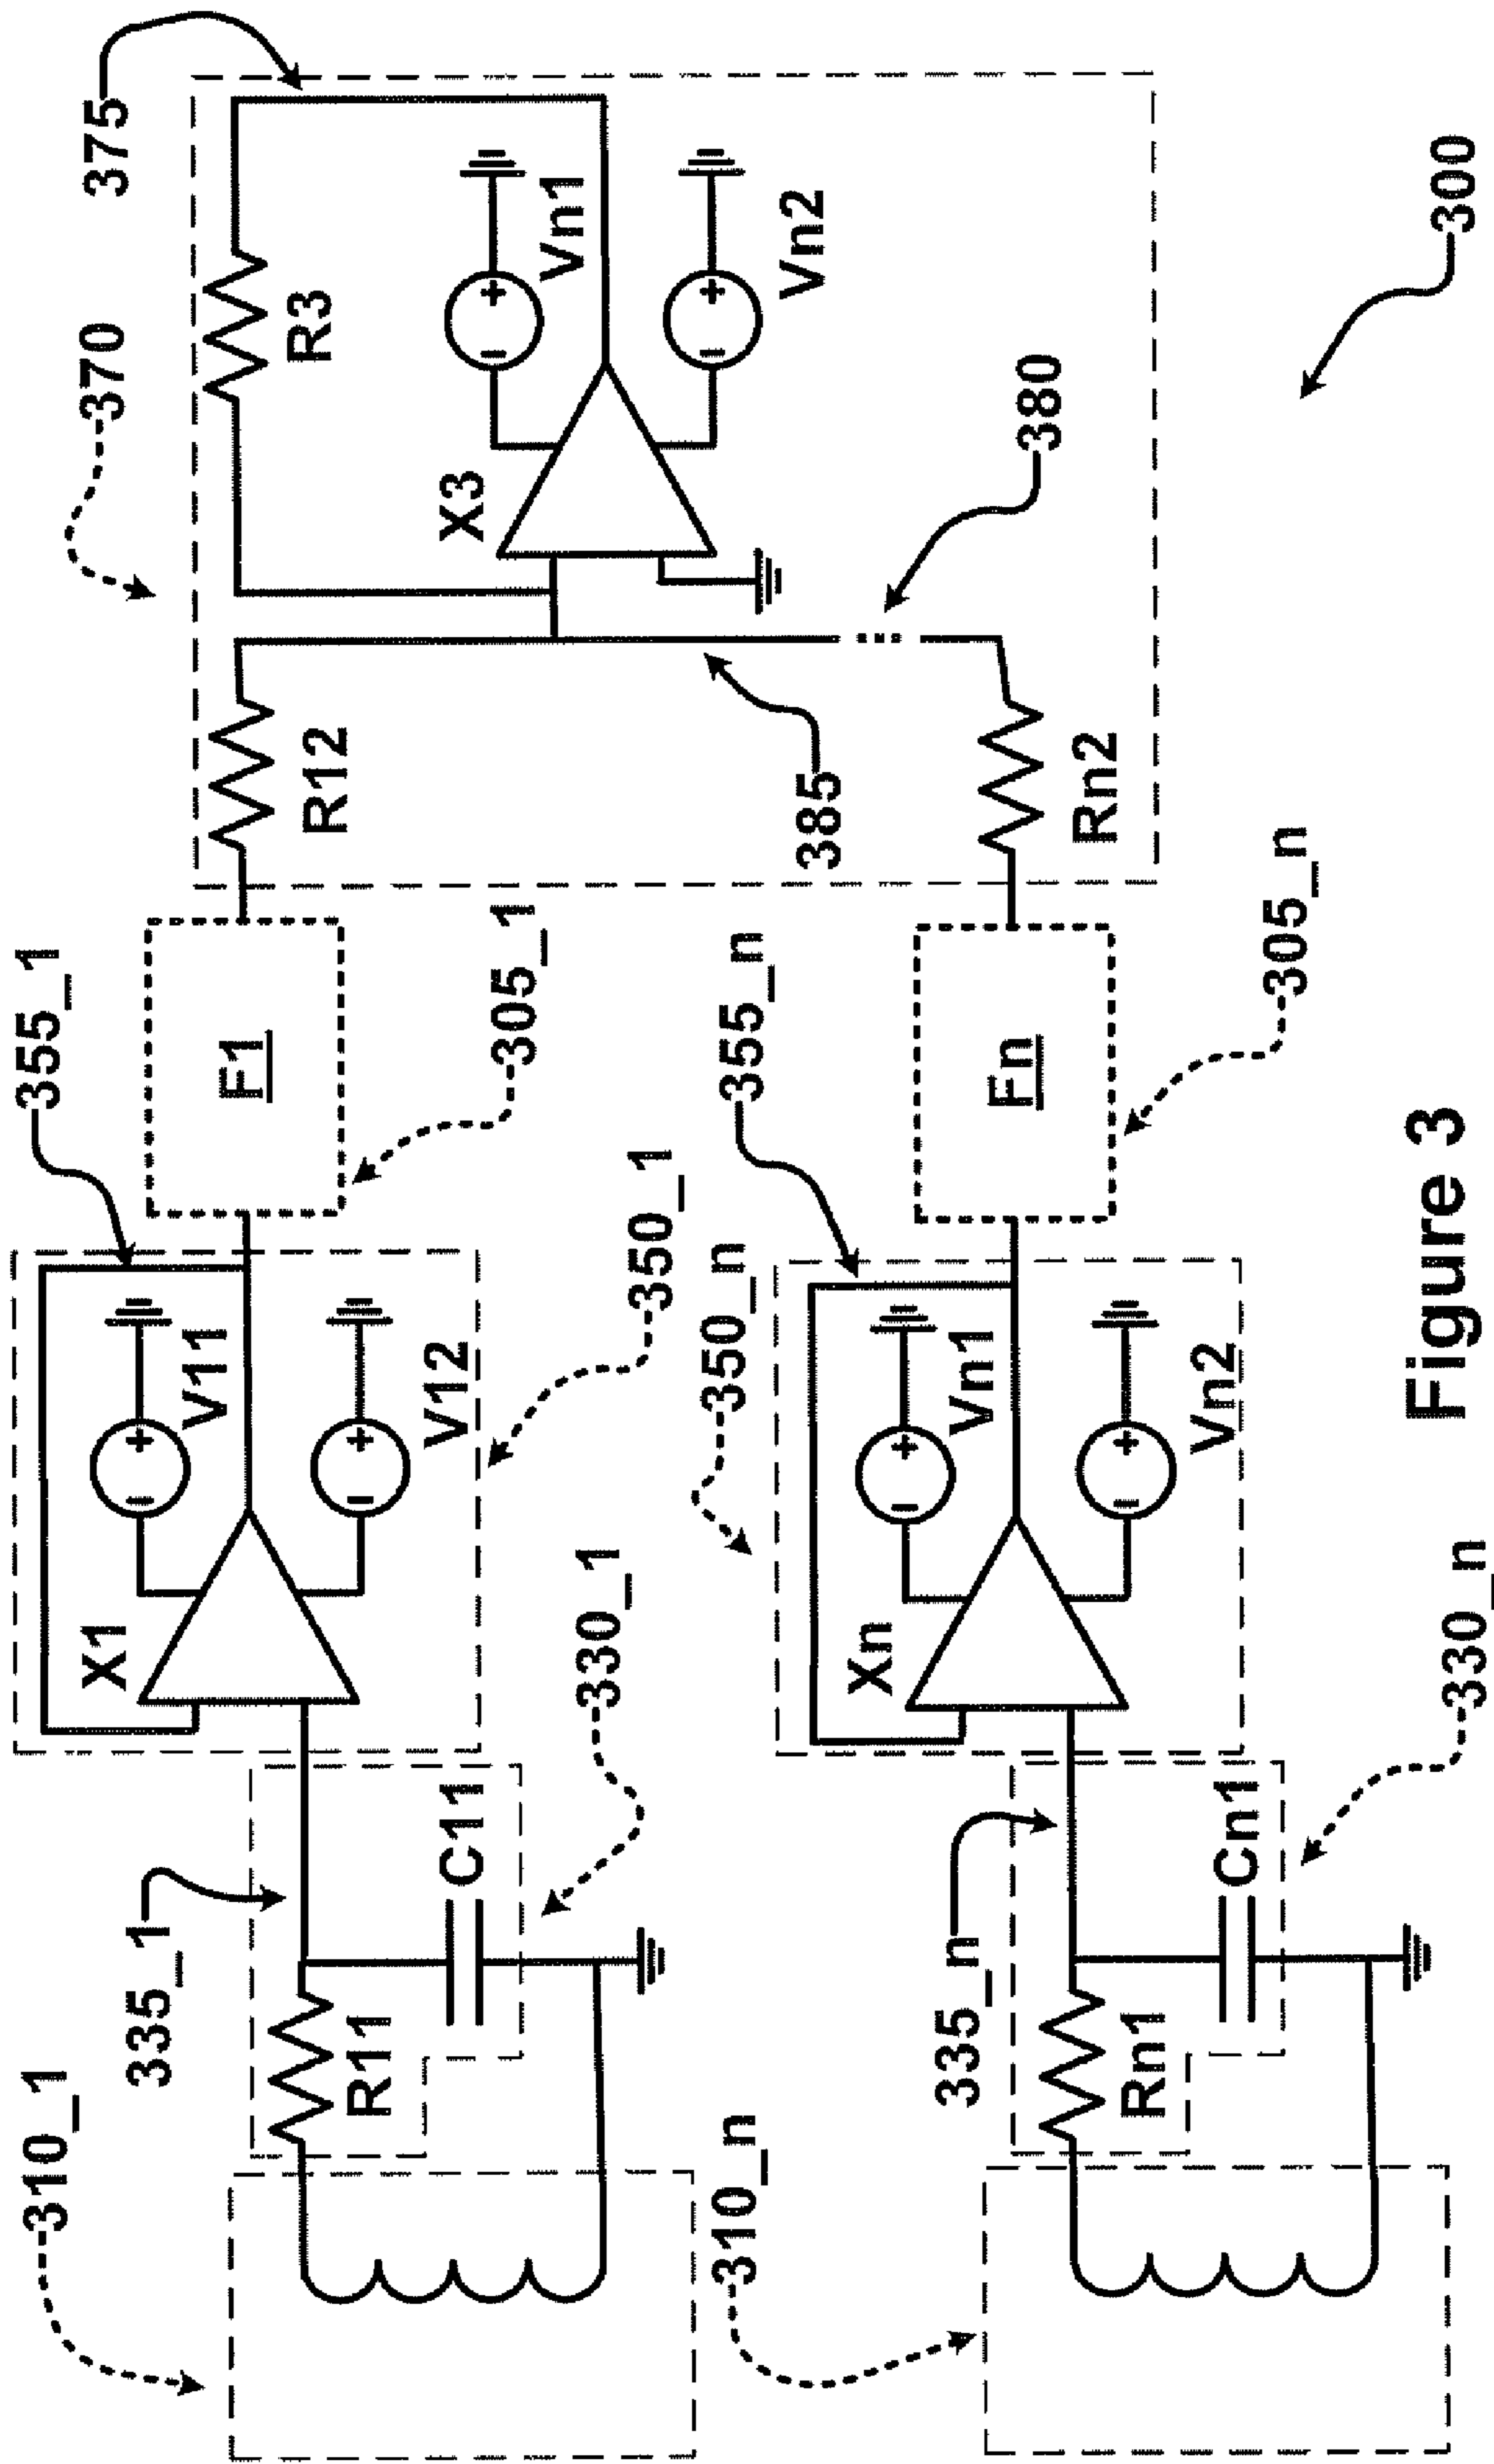 310_1
335_1
R11
C11
330_1
X1
V11
V12
350_1
355_1
F1
305_1
R12
370
R3
375
X3
Vn1
Vn2
385
380
310_n
335_n
Rn1
Cn1
330_n
350_n
Xn
Vn1
Vn2
355_n
Fn
305_n
Rn2
300
Figure 3